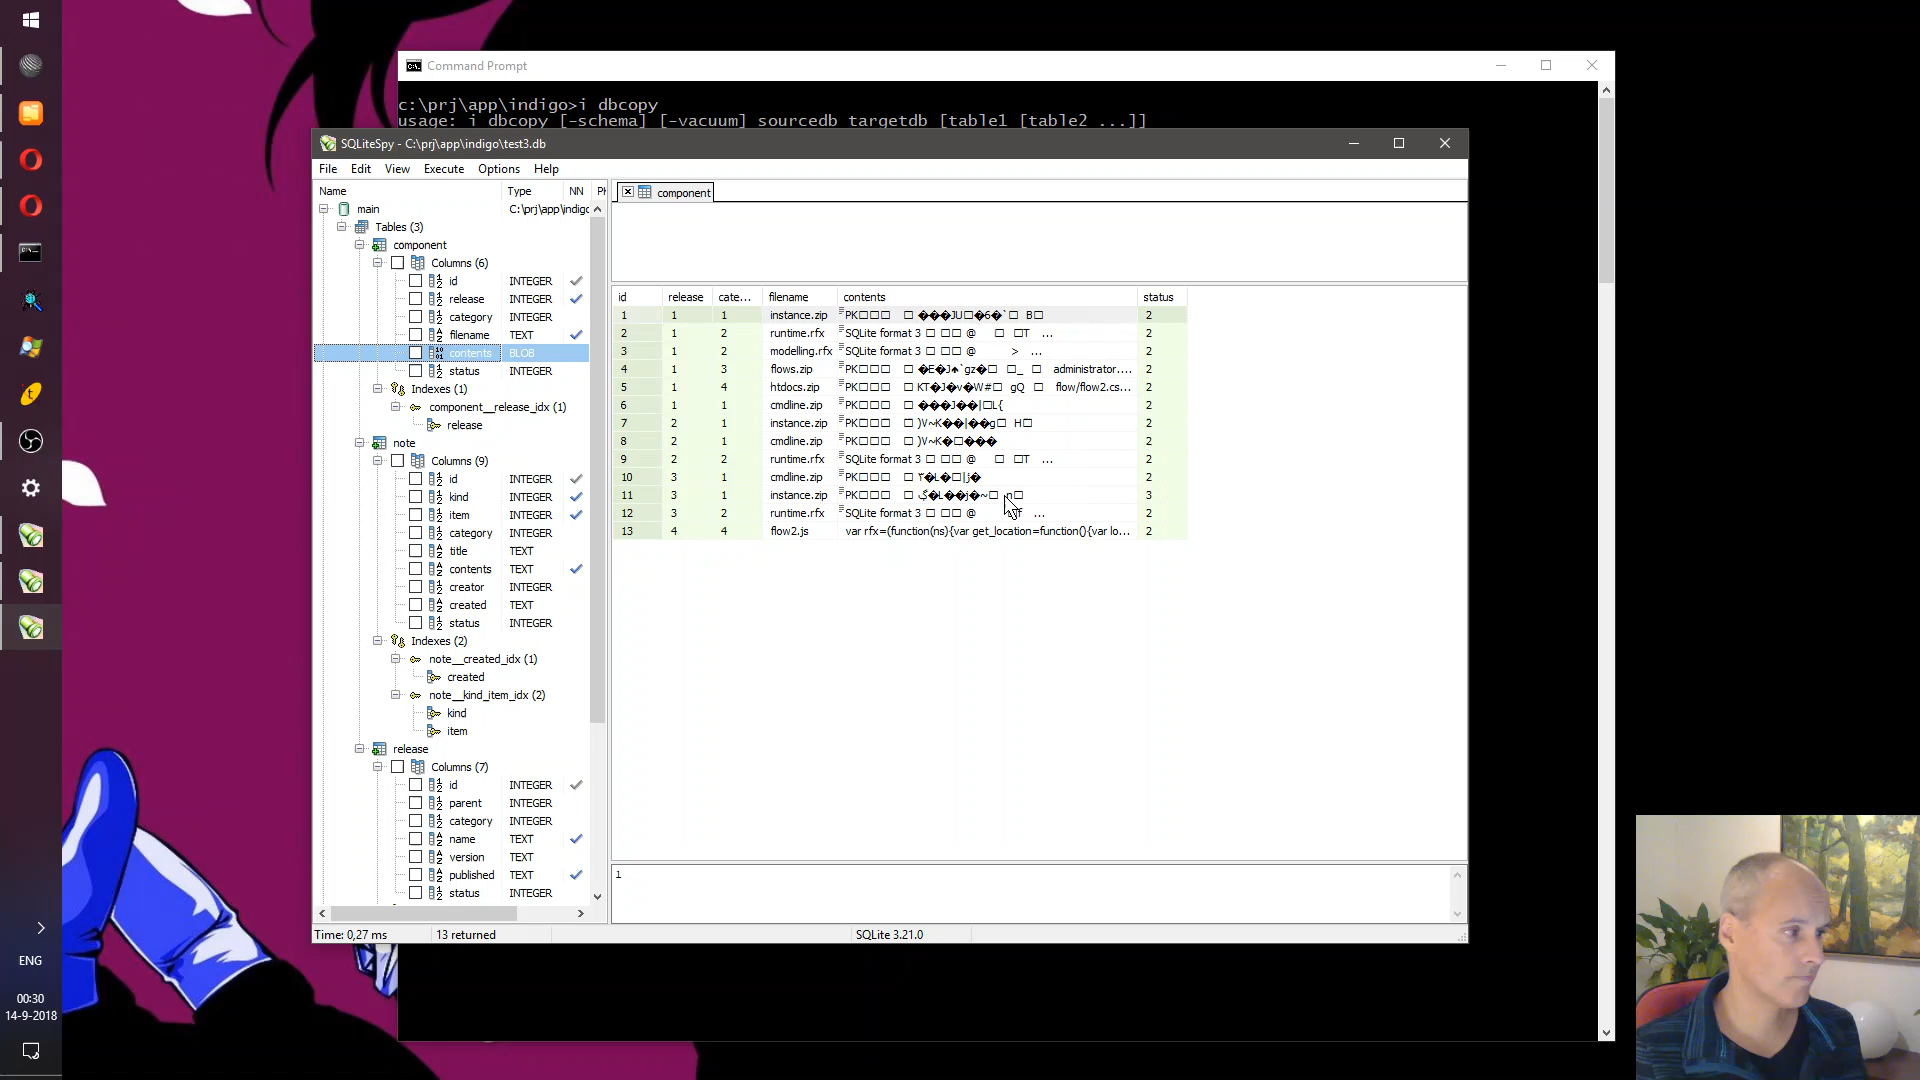 Command Prompt
c:\prj\app\indigo>i dbcopy
usage: i dbcopy [-schema] [-vacuum] sourcedb targetdb [table1 [table2 ...]]
SQLiteSpy - C:\prj\app\indigo\test3.db
File Edit View Execute Options Help
Name Type NN
main C:\prj\app\indigo
Tables (3)
component
Columns (6)
id INTEGER
release INTEGER
category INTEGER
filename TEXT
contents BLOB
status INTEGER
Indexes (1)
component__release_idx (1)
release
note
Columns (9)
id INTEGER
kind INTEGER
item INTEGER
category INTEGER
title TEXT
contents TEXT
creator INTEGER
created TEXT
status INTEGER
Indexes (2)
note__created_idx (1)
created
note__kind_item_idx (2)
kind
item
release
Columns (7)
id INTEGER
parent INTEGER
category INTEGER
name TEXT
version TEXT
published TEXT
status INTEGER
component
id release cate... filename contents status
1 1 1 instance.zip PK 2
2 1 2 runtime.rfx SQLite format 3 @ ... 2
3 1 2 modelling.rfx SQLite format 3 @ > ... 2
4 1 3 flows.zip PK administrator.... 2
5 1 4 htdocs.zip PK flow/flow2.cs... 2
6 1 1 cmdline.zip PK 2
7 2 1 instance.zip PK 2
8 2 1 cmdline.zip PK 2
9 2 2 runtime.rfx SQLite format 3 @ ... 2
10 3 1 cmdline.zip PK 2
11 3 1 instance.zip PK 3
12 3 2 runtime.rfx SQLite format 3 @ ... 2
13 4 4 flow2.js var rfx=(function(ns){var get_location=function(){var lo... 2
1
Time: 0,27 ms 13 returned SQLite 3.21.0
ENG
00:30
14-9-2018